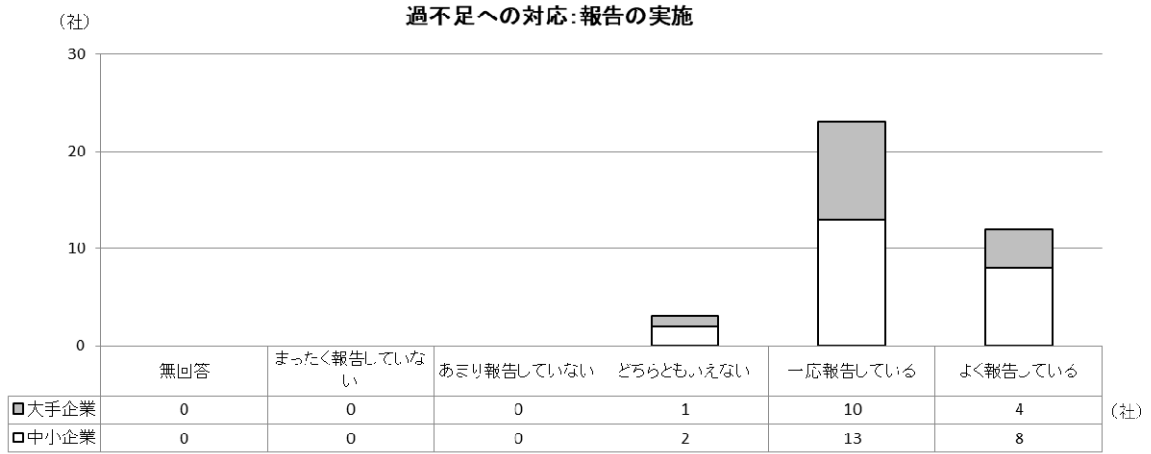 過不足への対応:報告の実施
(社)
30
20
10
0
無回答
まったく報告していな
い
あまり報告していない
どちらともいえない
一応報告している
よく報告している
大手企業 0 0 0 1 10 4 (社)
中小企業 0 0 0 2 13 8